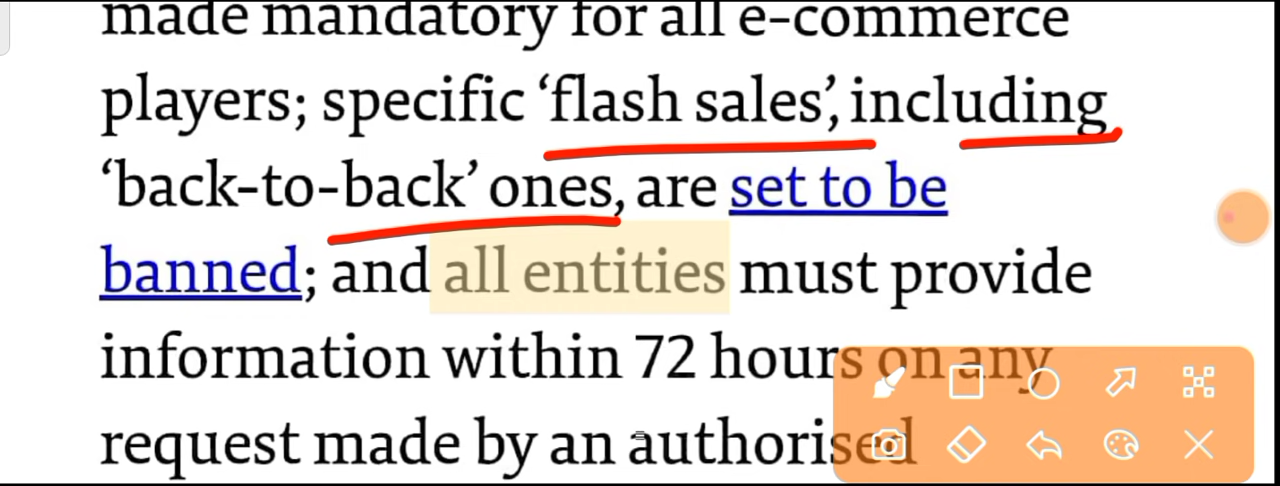 made mandatory for all e-commerce
players; specific ‘flash sales’, including
‘back-to-back’ ones, are set to be
banned; and all entities must provide
information within 72 hours on any
request made by an authorised